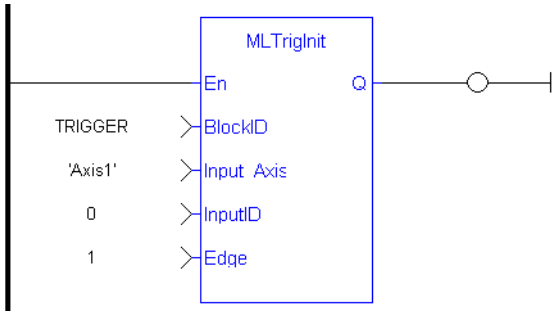 MLTrigInit
En Q
TRIGGER BlockID
'Axis1' Input Axis
0 InputID
1 Edge